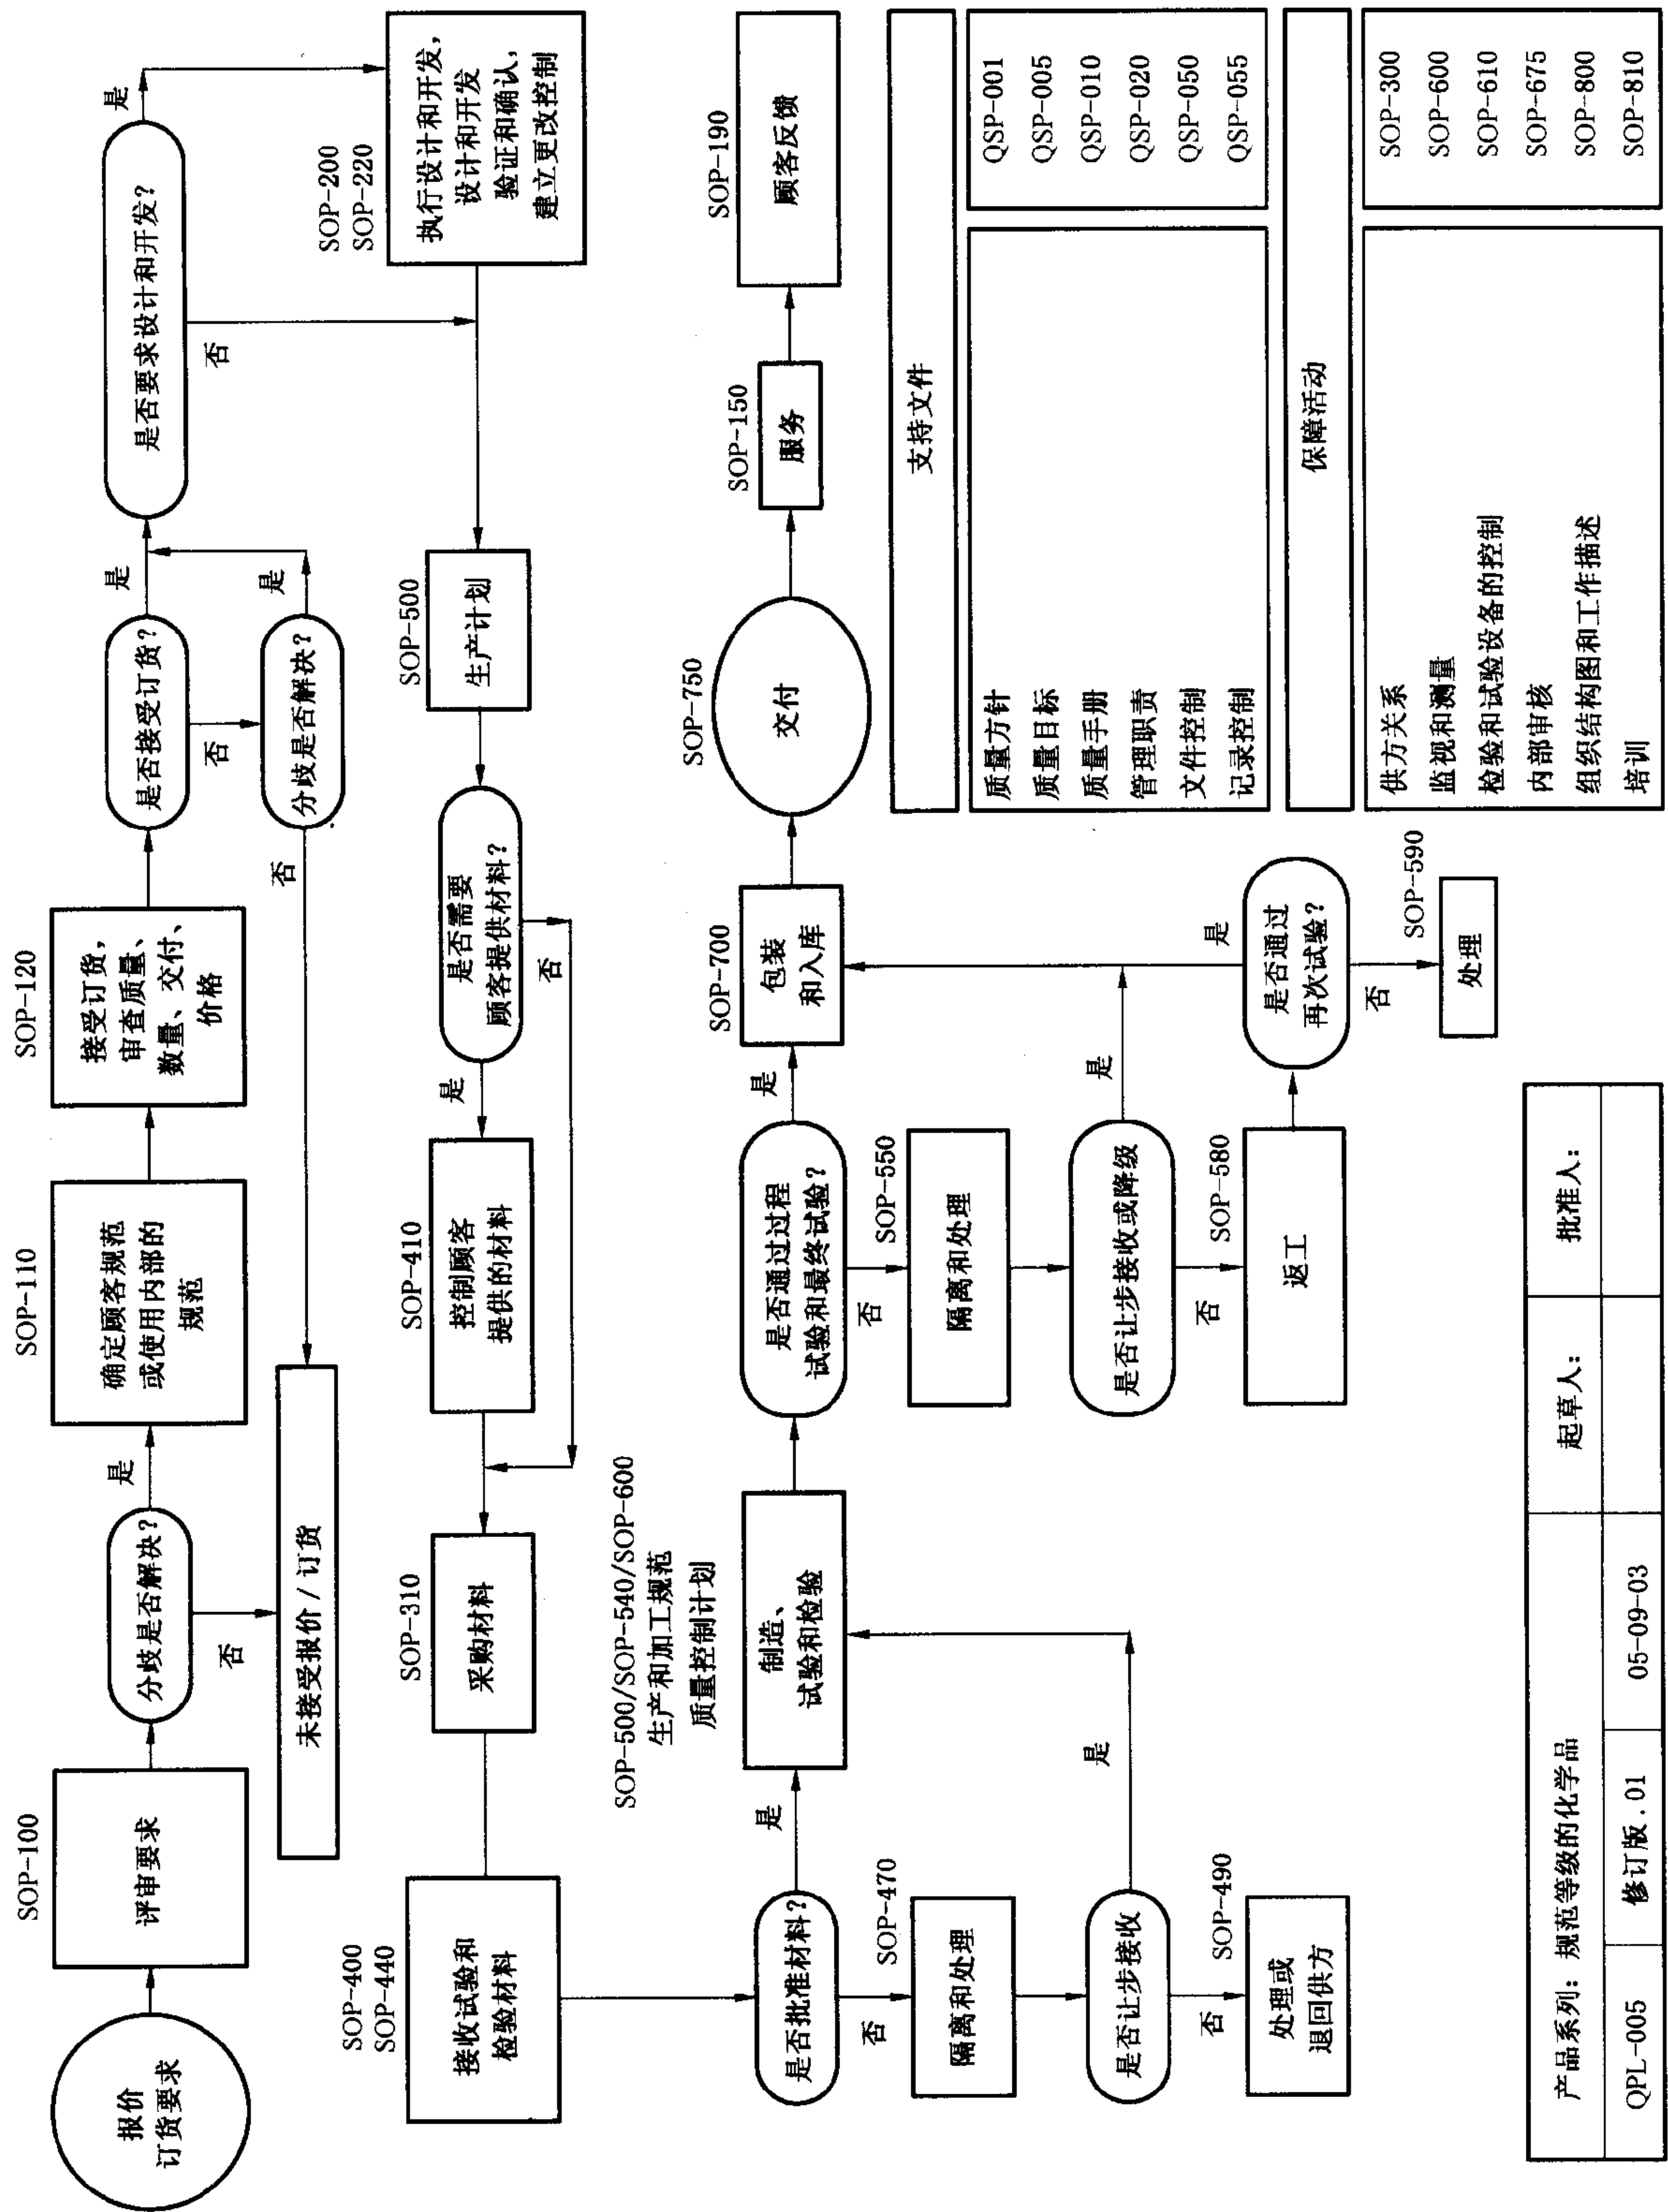 报价
订货要求
SOP-100
评审要求
分歧是否解决?
是
否
未接受报价/订货
SOP-110
确定顾客规范
或使用内部的
规范
SOP-120
接受订货,
审查质量、
数量、交付、
价格
是否接受订货?
是
否
分歧是否解决?
是
否
是否要求设计和开发?
是
否
SOP-200
SOP-220
执行设计和开发,
设计和开发
验证和确认,
建立更改控制
SOP-500
生产计划
是否需要
顾客提供材料?
是
否
SOP-410
控制顾客
提供的材料
SOP-310
采购材料
SOP-400
SOP-440
接收试验和
检验材料
是否批准材料?
是
否
SOP-470
隔离和处理
是否让步接收
是
否
SOP-490
处理或
退回供方
SOP-500/SOP-540/SOP-600
生产和加工规范
质量控制计划
制造、
试验和检验
是否通过过程
试验和最终试验?
是
否
SOP-550
隔离和处理
是否让步接收或降级
是
否
SOP-580
返工
是否通过
再次试验?
是
否
SOP-590
处理
SOP-700
包装
和入库
SOP-750
交付
SOP-150
服务
SOP-190
顾客反馈
支持文件
质量方针 QSP-001
质量目标 QSP-005
质量手册 QSP-010
管理职责 QSP-020
文件控制 QSP-050
记录控制 QSP-055
保障活动
供方关系 SOP-300
监视和测量 SOP-600
检验和试验设备的控制 SOP-610
内部审核 SOP-675
组织结构图和工作描述 SOP-800
培训 SOP-810
产品系列: 规范等级的化学品 起草人: 批准人:
QPL-005 修订版.01 05-09-03